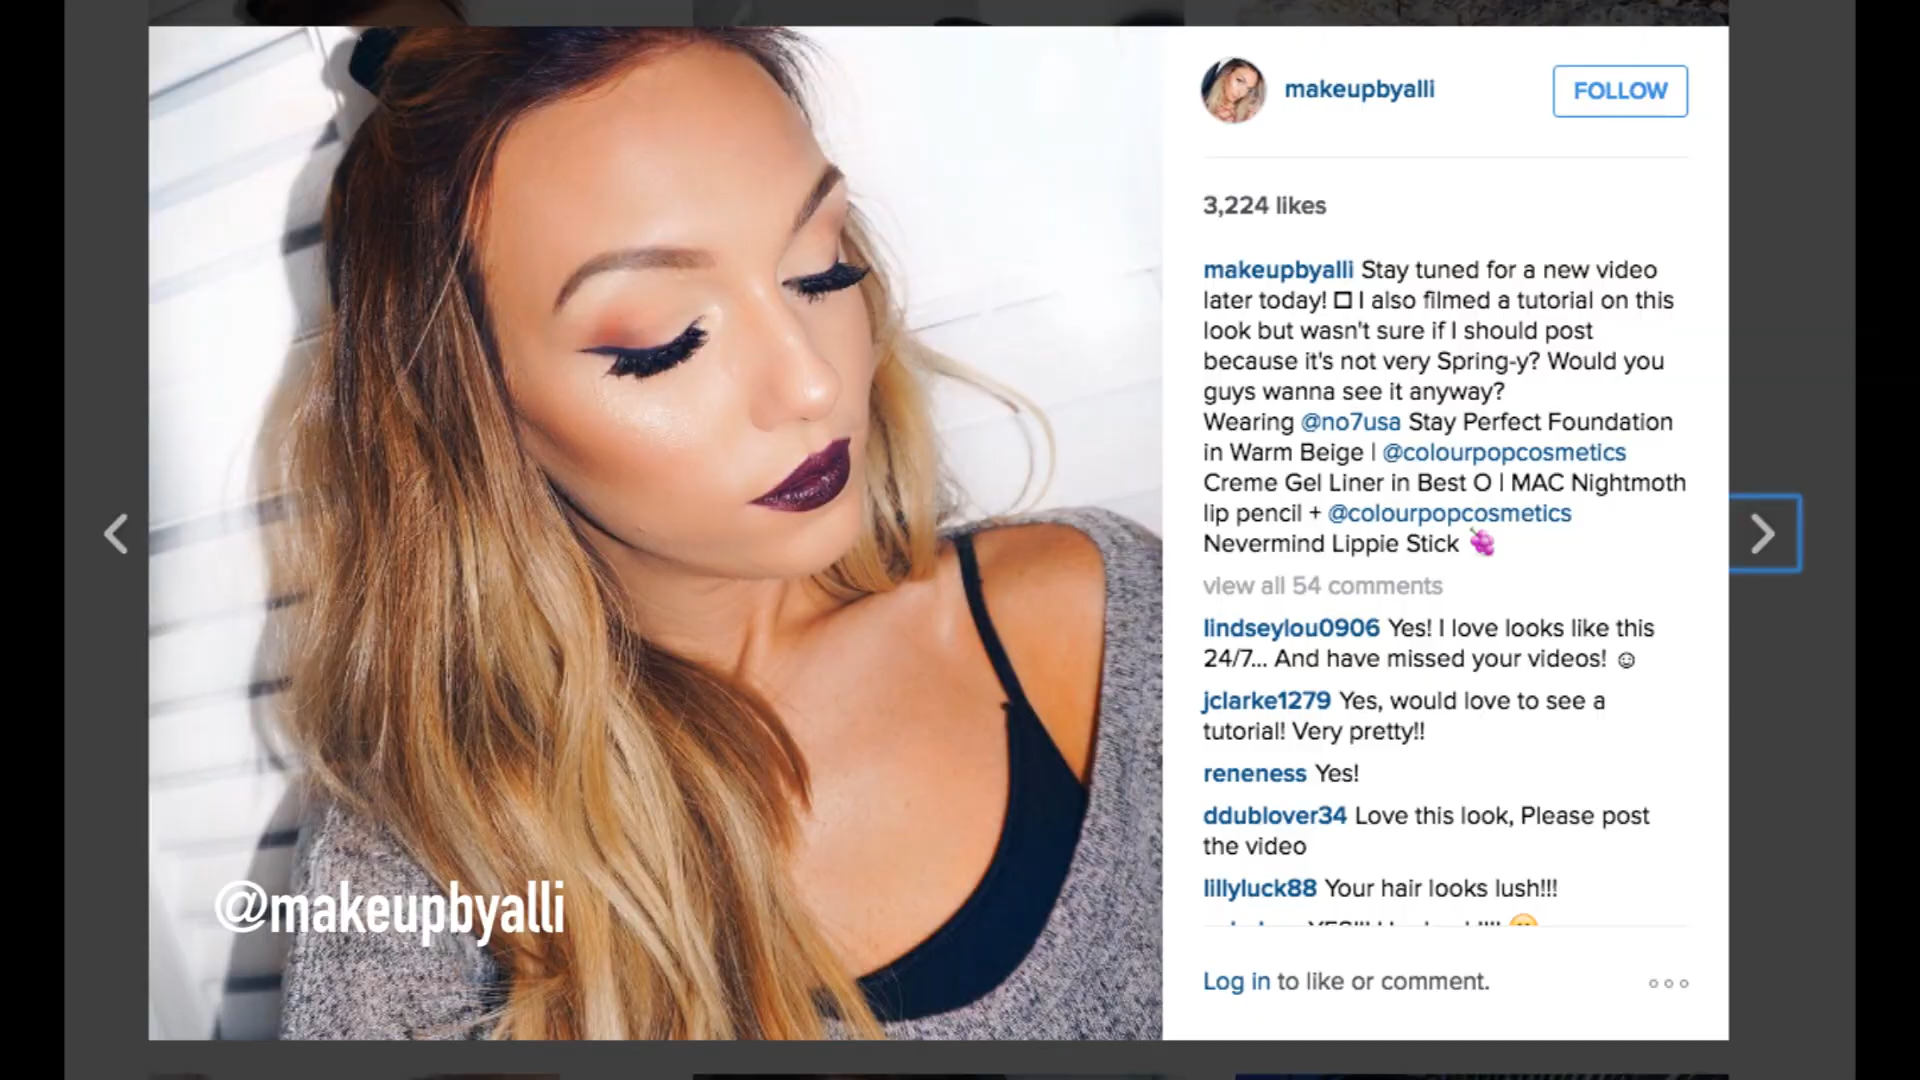 makeupbyalli
FOLLOW
3,224 likes
makeupbyalli Stay tuned for a new video
later today! I also filmed a tutorial on this
look but wasn't sure if I should post
because it's not very Spring-y? Would you
guys wanna see it anyway?
Wearing @no7usa Stay Perfect Foundation
in Warm Beige | @colourpopcosmetics
Creme Gel Liner in Best O | MAC Nightmoth
lip pencil + @colourpopcosmetics
Nevermind Lippie Stick 🍇
view all 54 comments
lindseylou0906 Yes! I love looks like this
24/7... And have missed your videos! ☺
jclarke1279 Yes, would love to see a
tutorial! Very pretty!!
reneness Yes!
ddublover34 Love this look, Please post
the video
lillyluck88 Your hair looks lush!!!
Log in to like or comment.
@makeupbyalli